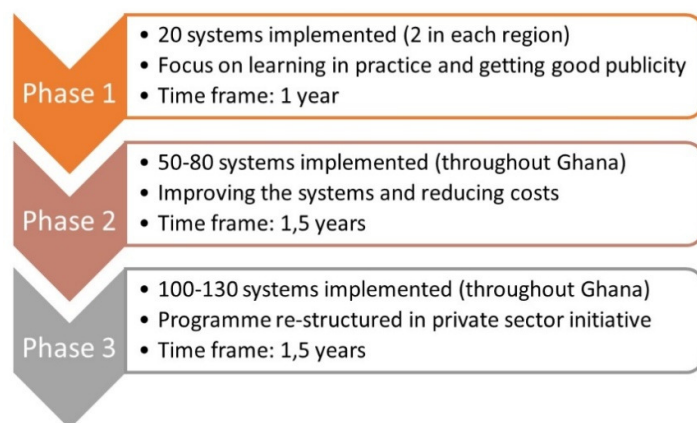 Phase 1
• 20 systems implemented (2 in each region)
• Focus on learning in practice and getting good publicity
• Time frame: 1 year
Phase 2
• 50-80 systems implemented (throughout Ghana)
• Improving the systems and reducing costs
• Time frame: 1,5 years
Phase 3
• 100-130 systems implemented (throughout Ghana)
• Programme re-structured in private sector initiative
• Time frame: 1,5 years